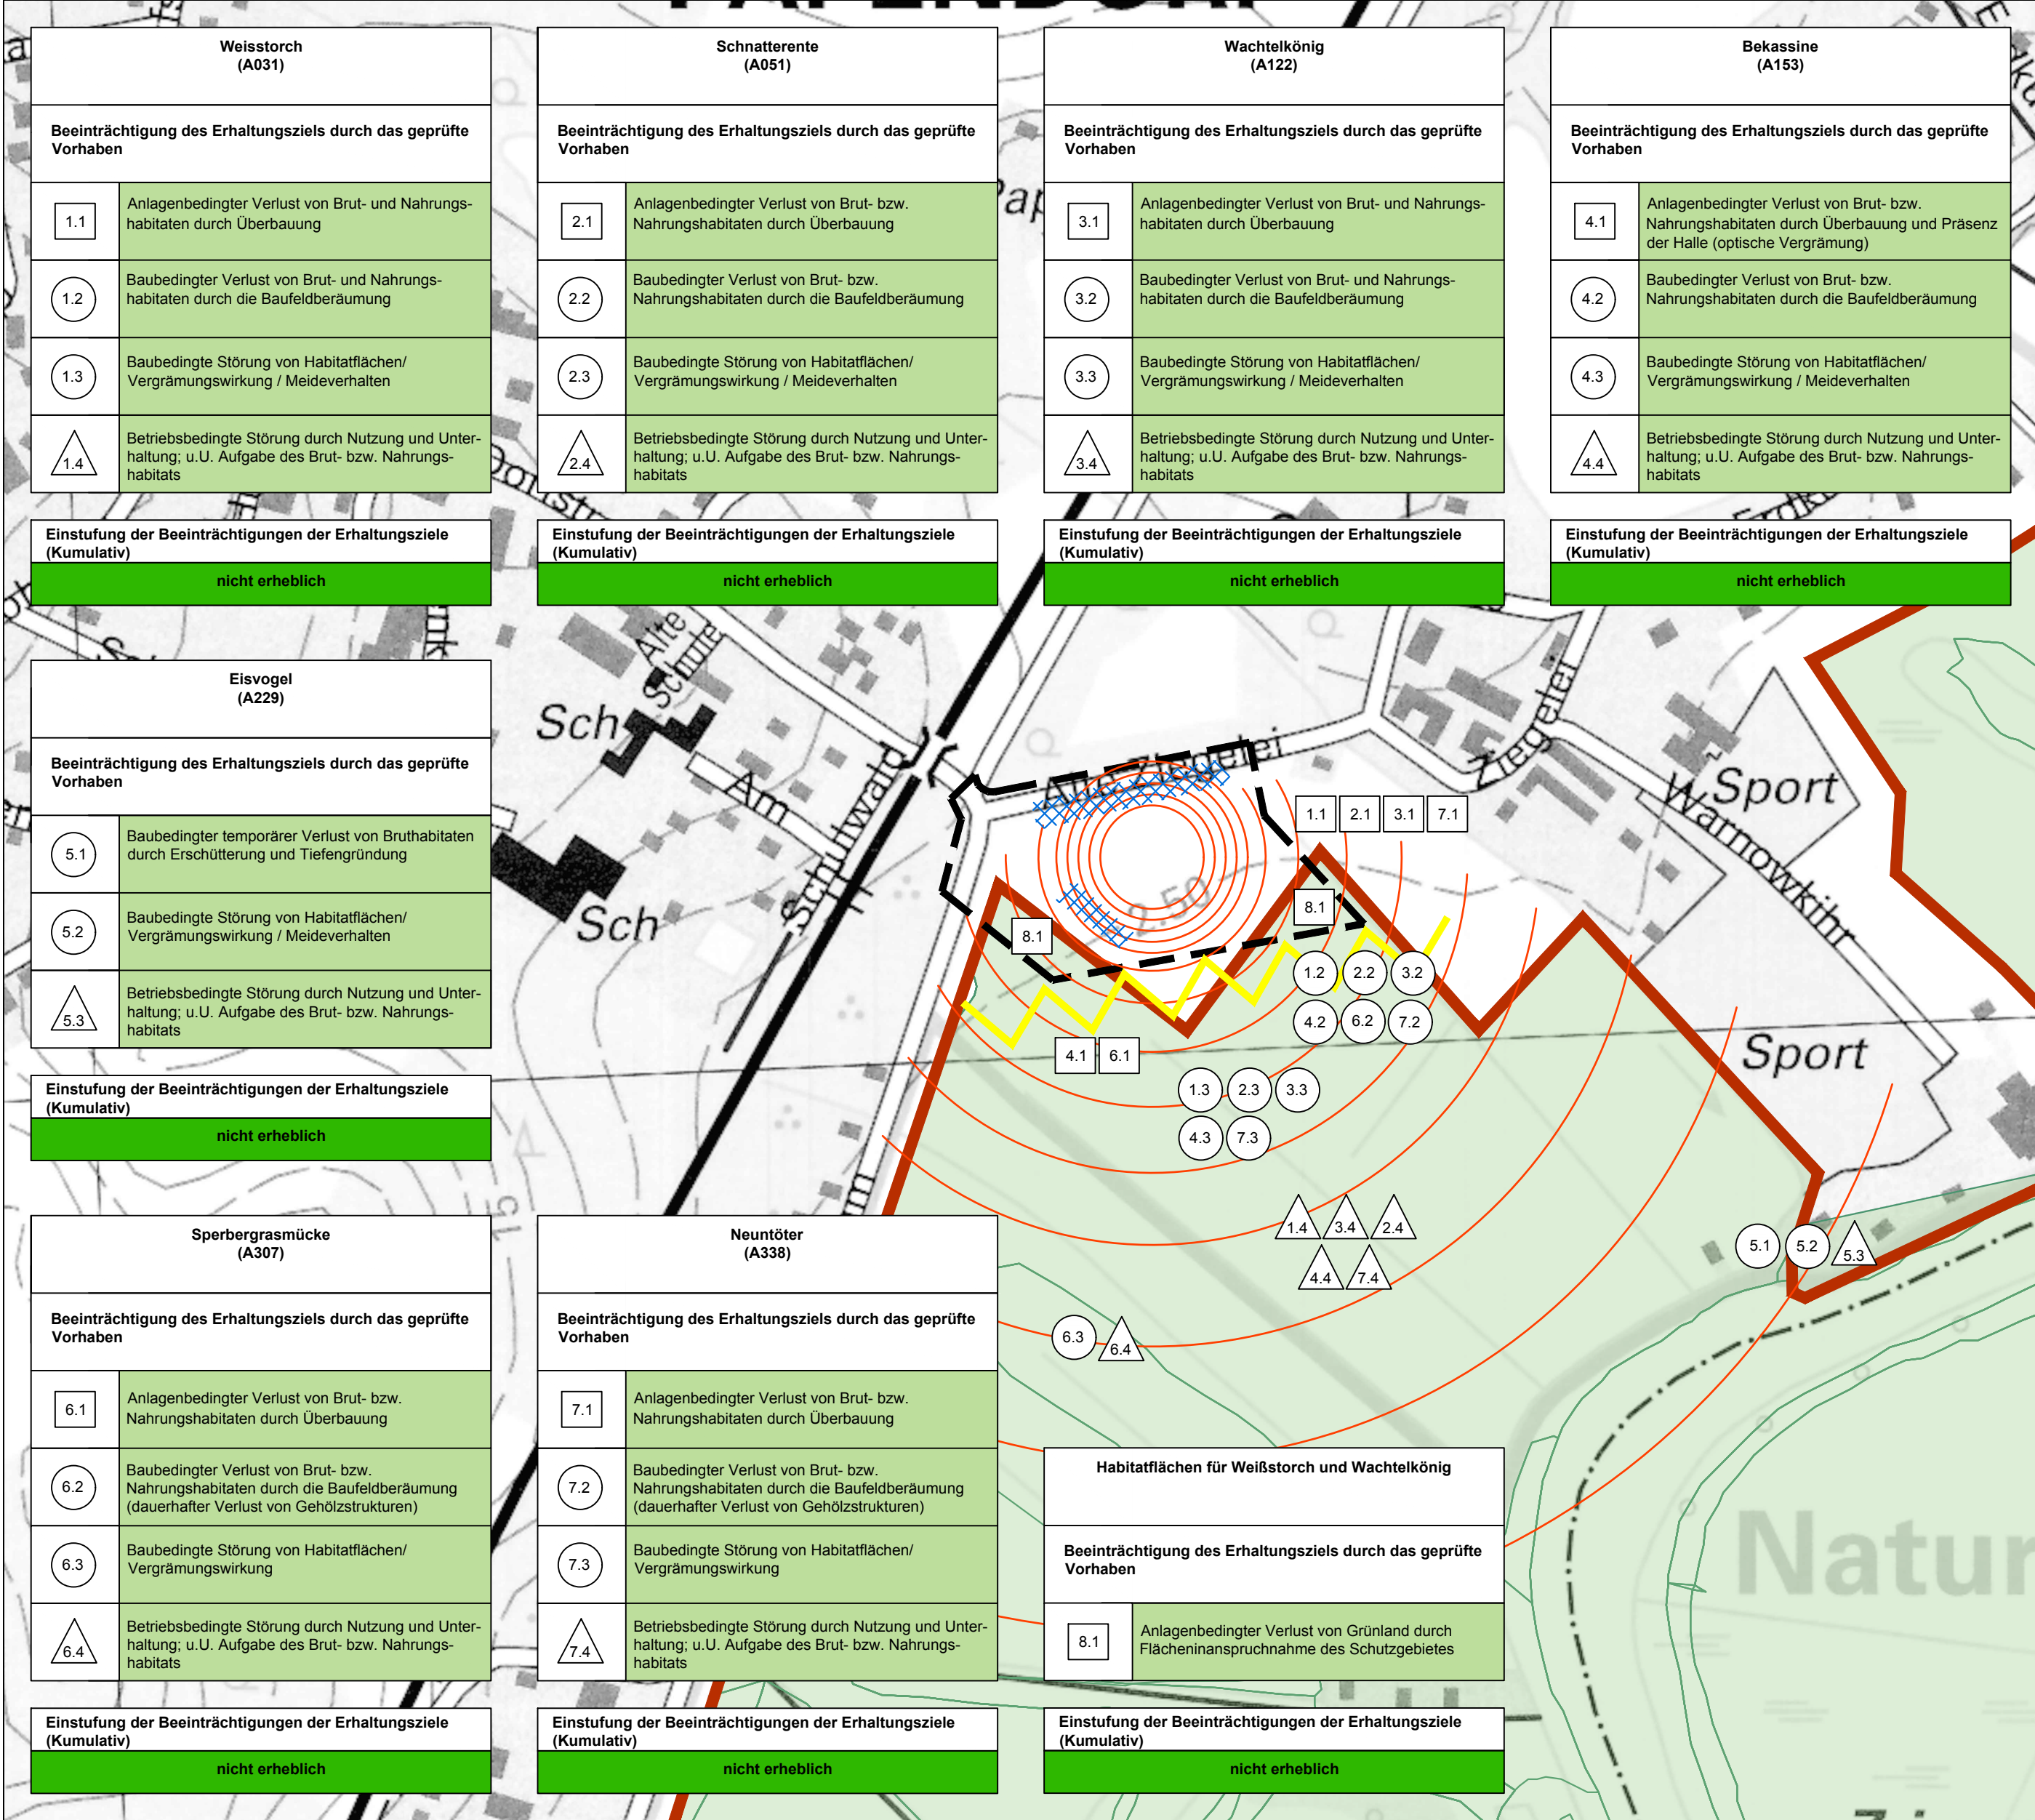 Weisstorch
(A031)
Beeinträchtigung des Erhaltungsziels durch das geprüfte
Vorhaben
1.1
Anlagenbedingter Verlust von Brut- und Nahrungs-
habitaten durch Überbauung
1.2
Baubedingter Verlust von Brut- und Nahrungs-
habitaten durch die Baufeldberäumung
1.3
Baubedingte Störung von Habitatflächen/
Vergrämungswirkung / Meideverhalten
1.4
Betriebsbedingte Störung durch Nutzung und Unter-
haltung; u.U. Aufgabe des Brut- bzw. Nahrungs-
habitats
Einstufung der Beeinträchtigungen der Erhaltungsziele
(Kumulativ)
nicht erheblich
Schnatterente
(A051)
Beeinträchtigung des Erhaltungsziels durch das geprüfte
Vorhaben
2.1
Anlagenbedingter Verlust von Brut- bzw.
Nahrungshabitaten durch Überbauung
2.2
Baubedingter Verlust von Brut- bzw.
Nahrungshabitaten durch die Baufeldberäumung
2.3
Baubedingte Störung von Habitatflächen/
Vergrämungswirkung / Meideverhalten
2.4
Betriebsbedingte Störung durch Nutzung und Unter-
haltung; u.U. Aufgabe des Brut- bzw. Nahrungs-
habitats
Einstufung der Beeinträchtigungen der Erhaltungsziele
(Kumulativ)
nicht erheblich
Wachtelkönig
(A122)
Beeinträchtigung des Erhaltungsziels durch das geprüfte
Vorhaben
3.1
Anlagenbedingter Verlust von Brut- und Nahrungs-
habitaten durch Überbauung
3.2
Baubedingter Verlust von Brut- und Nahrungs-
habitaten durch die Baufeldberäumung
3.3
Baubedingte Störung von Habitatflächen/
Vergrämungswirkung / Meideverhalten
3.4
Betriebsbedingte Störung durch Nutzung und Unter-
haltung; u.U. Aufgabe des Brut- bzw. Nahrungs-
habitats
Einstufung der Beeinträchtigungen der Erhaltungsziele
(Kumulativ)
nicht erheblich
Bekassine
(A153)
Beeinträchtigung des Erhaltungsziels durch das geprüfte
Vorhaben
4.1
Anlagenbedingter Verlust von Brut- bzw.
Nahrungshabitaten durch Überbauung und Präsenz
der Halle (optische Vergrämung)
4.2
Baubedingter Verlust von Brut- bzw.
Nahrungshabitaten durch die Baufeldberäumung
4.3
Baubedingte Störung von Habitatflächen/
Vergrämungswirkung / Meideverhalten
4.4
Betriebsbedingte Störung durch Nutzung und Unter-
haltung; u.U. Aufgabe des Brut- bzw. Nahrungs-
habitats
Einstufung der Beeinträchtigungen der Erhaltungsziele
(Kumulativ)
nicht erheblich
Eisvogel
(A229)
Beeinträchtigung des Erhaltungsziels durch das geprüfte
Vorhaben
5.1
Baubedingter temporärer Verlust von Bruthabitaten
durch Erschütterung und Tiefengründung
5.2
Baubedingte Störung von Habitatflächen/
Vergrämungswirkung / Meideverhalten
5.3
Betriebsbedingte Störung durch Nutzung und Unter-
haltung; u.U. Aufgabe des Brut- bzw. Nahrungs-
habitats
Einstufung der Beeinträchtigungen der Erhaltungsziele
(Kumulativ)
nicht erheblich
Alte
Schule
Sch
Am
Schulwald
Sch
Alte Ziegelei
Ziegeleі
Sport
Warnow
Sport
2.50
1.1 2.1 3.1 7.1
8.1
8.1
1.2 2.2 3.2
4.2 6.2 7.2
4.1 6.1
1.3 2.3 3.3
4.3 7.3
1.4 3.4 2.4
4.4 7.4
5.1 5.2 5.3
6.3 6.4
15
Natur
Sperbergrasmücke
(A307)
Beeinträchtigung des Erhaltungsziels durch das geprüfte
Vorhaben
6.1
Anlagenbedingter Verlust von Brut- bzw.
Nahrungshabitaten durch Überbauung
6.2
Baubedingter Verlust von Brut- bzw.
Nahrungshabitaten durch die Baufeldberäumung
(dauerhafter Verlust von Gehölzstrukturen)
6.3
Baubedingte Störung von Habitatflächen/
Vergrämungswirkung
6.4
Betriebsbedingte Störung durch Nutzung und Unter-
haltung; u.U. Aufgabe des Brut- bzw. Nahrungs-
habitats
Einstufung der Beeinträchtigungen der Erhaltungsziele
(Kumulativ)
nicht erheblich
Neuntöter
(A338)
Beeinträchtigung des Erhaltungsziels durch das geprüfte
Vorhaben
7.1
Anlagenbedingter Verlust von Brut- bzw.
Nahrungshabitaten durch Überbauung
7.2
Baubedingter Verlust von Brut- bzw.
Nahrungshabitaten durch die Baufeldberäumung
(dauerhafter Verlust von Gehölzstrukturen)
7.3
Baubedingte Störung von Habitatflächen/
Vergrämungswirkung
7.4
Betriebsbedingte Störung durch Nutzung und Unter-
haltung; u.U. Aufgabe des Brut- bzw. Nahrungs-
habitats
Einstufung der Beeinträchtigungen der Erhaltungsziele
(Kumulativ)
nicht erheblich
Habitatflächen für Weißstorch und Wachtelkönig
Beeinträchtigung des Erhaltungsziels durch das geprüfte
Vorhaben
8.1
Anlagenbedingter Verlust von Grünland durch
Flächeninanspruchnahme des Schutzgebietes
Einstufung der Beeinträchtigungen der Erhaltungsziele
(Kumulativ)
nicht erheblich